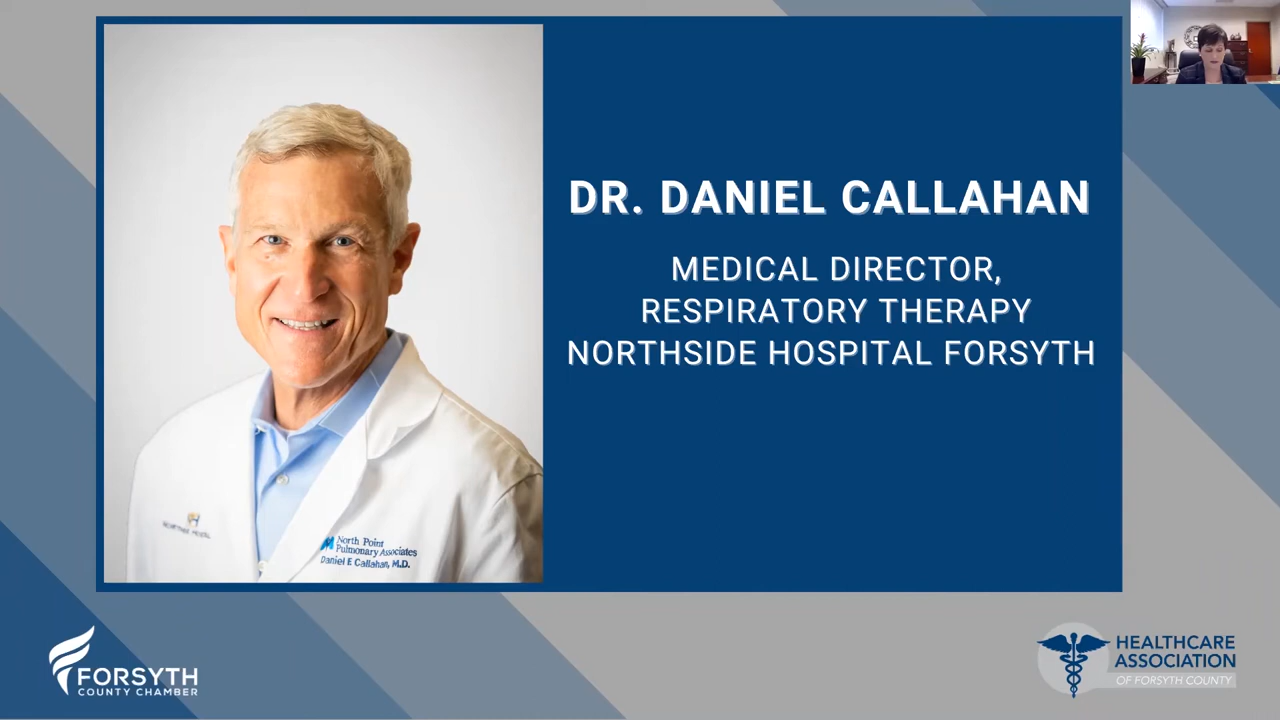 DR. DANIEL CALLAHAN
MEDICAL DIRECTOR,
RESPIRATORY THERAPY
NORTHSIDE HOSPITAL FORSYTH
North Point
Pulmonary Associates
Daniel E Callahan, M.D.
FORSYTH
COUNTY CHAMBER
HEALTHCARE
ASSOCIATION
OF FORSYTH COUNTY